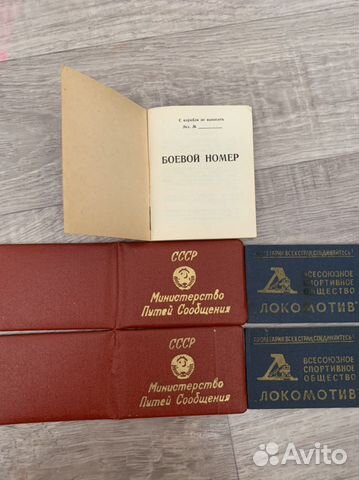 С корабля не выносить
Экз. №
БОЕВОЙ НОМЕР
СССР
Министерство
Путей Сообщения
ПРОЛЕТАРИИ ВСЕХ СТРАН, СОЕДИНЯЙТЕСЬ!
ВСЕСОЮЗНОЕ
СПОРТИВНОЕ
ОБЩЕСТВО
„ЛОКОМОТИВ"
СССР
Министерство
Путей Сообщения
ПРОЛЕТАРИИ ВСЕХ СТРАН, СОЕДИНЯЙТЕСЬ!
ВСЕСОЮЗНОЕ
СПОРТИВНОЕ
ОБЩЕСТВО
„ЛОКОМОТИВ"
Avito